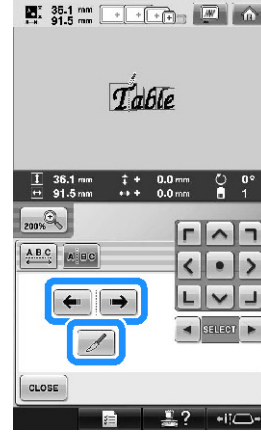 35.1 mm
91.5 mm
Table
36.1 mm + 0.0 mm 0°
91.5 mm + 0.0 mm 1
200%
ABC A BC
SELECT
CLOSE
?